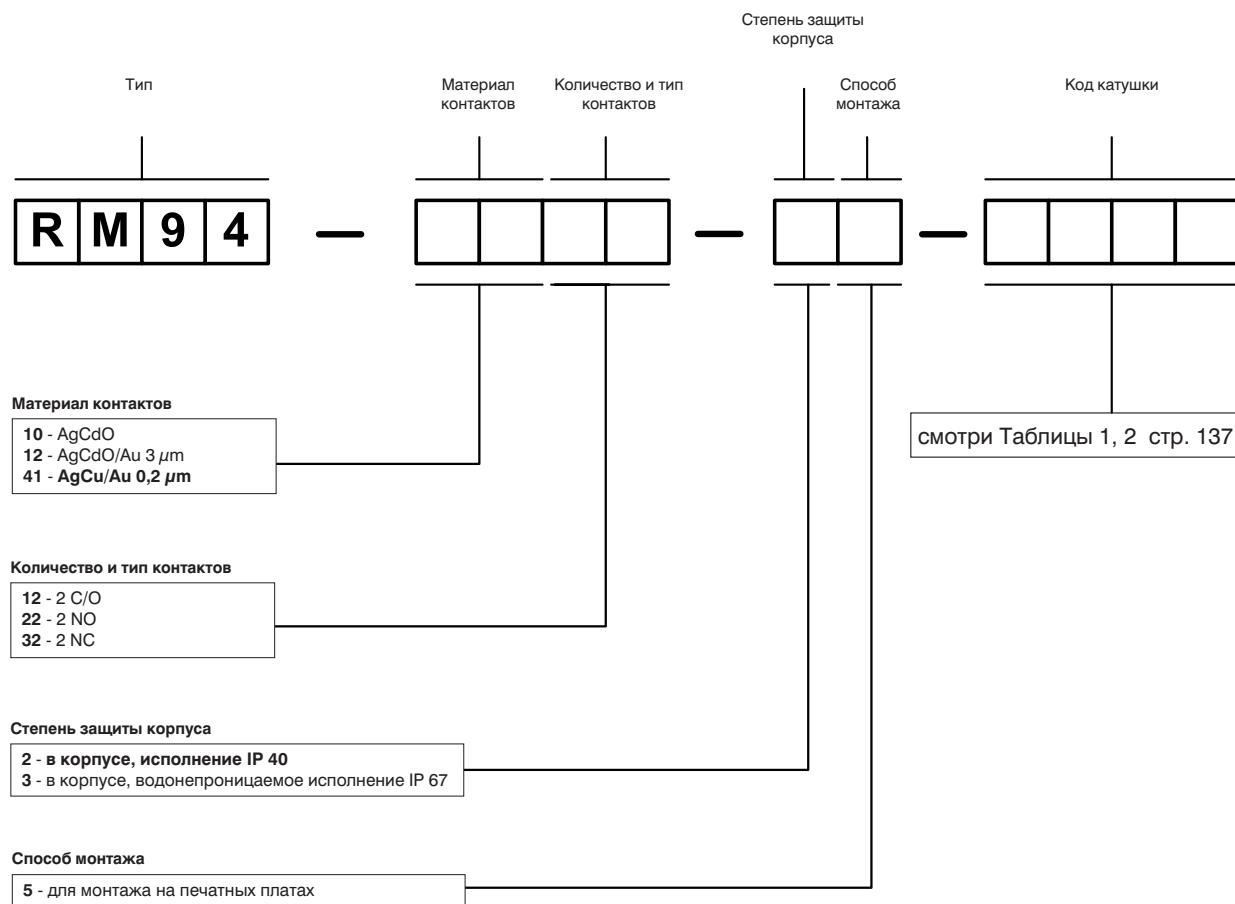 Степень защиты
корпуса
Тип
Материал
контактов
Количество и тип
контактов
Способ
монтажа
Код катушки
R M 9 4 — — —
Материал контактов
10 - AgCdO
12 - AgCdO/Au 3 µm
41 - AgCu/Au 0,2 µm
смотри Таблицы 1, 2 стр. 137
Количество и тип контактов
12 - 2 C/O
22 - 2 NO
32 - 2 NC
Степень защиты корпуса
2 - в корпусе, исполнение IP 40
3 - в корпусе, водонепроницаемое исполнение IP 67
Способ монтажа
5 - для монтажа на печатных платах